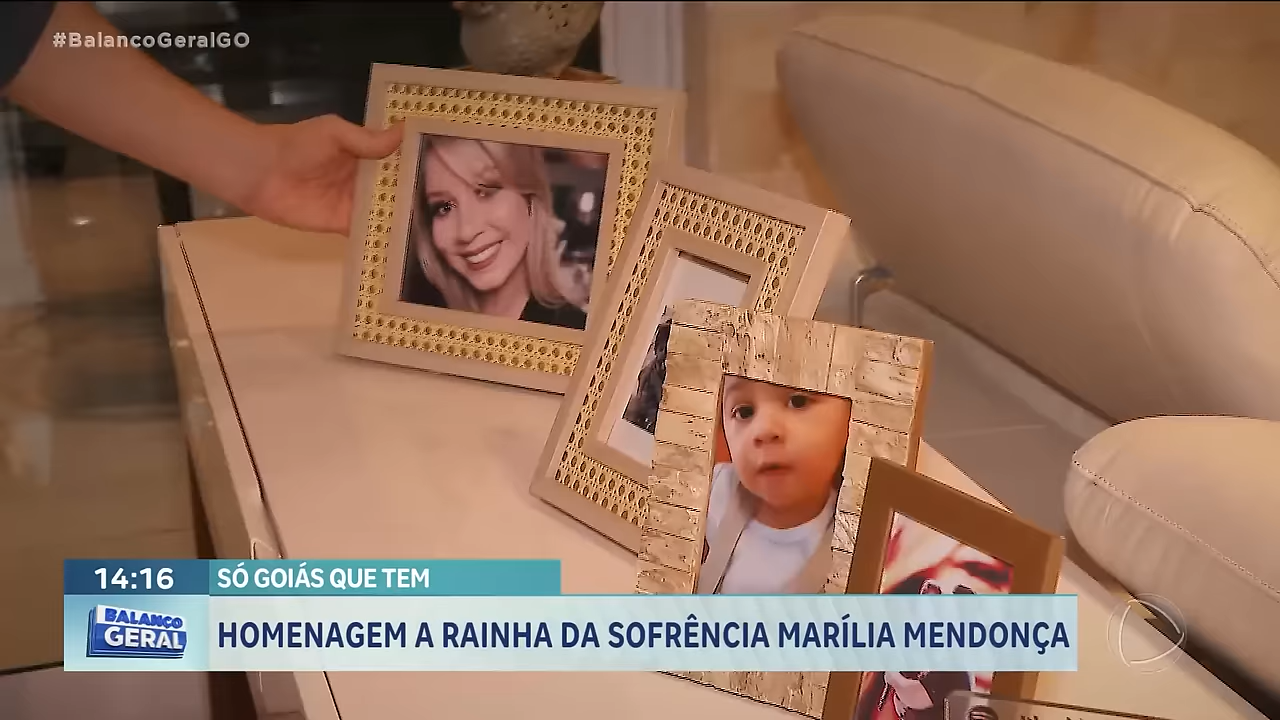 #BalancoGeralGO
14:16
SÓ GOIÁS QUE TEM
BALANCO
GERAL
HOMENAGEM A RAINHA DA SOFRÊNCIA MARÍLIA MENDONÇA